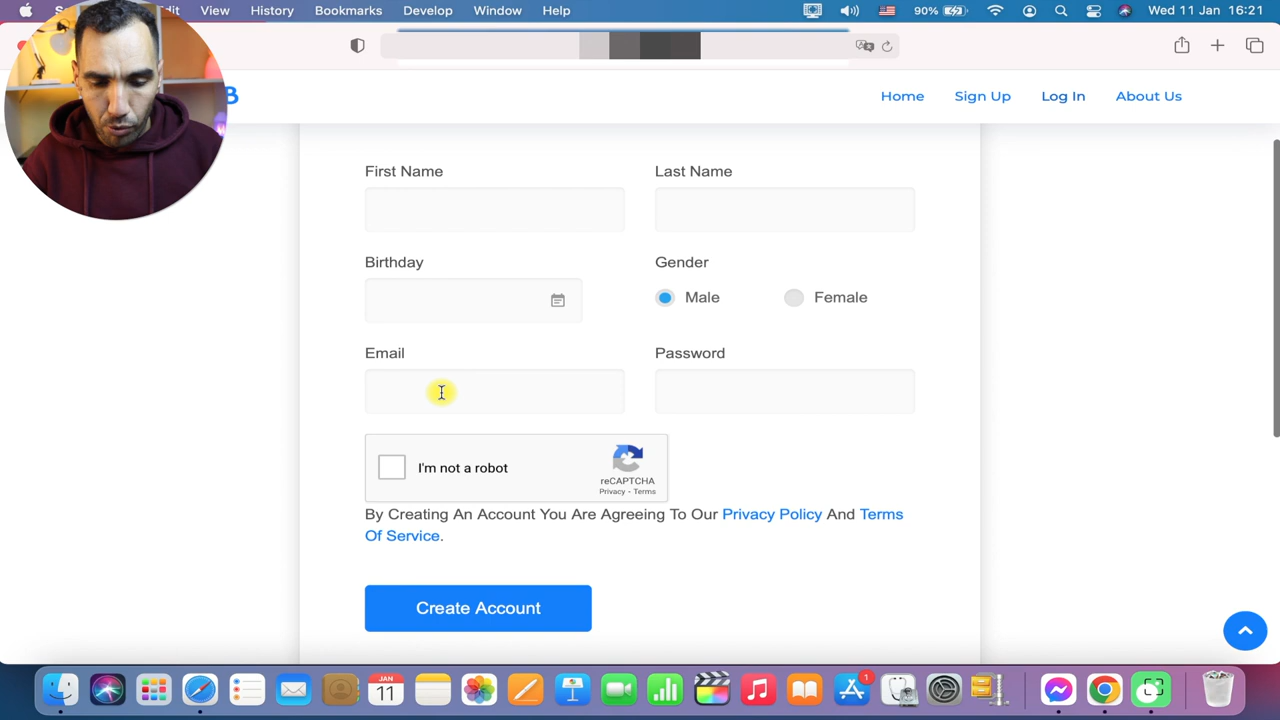 View History Bookmarks Develop Window Help 90% Wed 11 Jan 16:21
B Home Sign Up Log In About Us
First Name Last Name
Birthday Gender
Male Female
Email Password
I'm not a robot
reCAPTCHA
Privacy - Terms
By Creating An Account You Are Agreeing To Our Privacy Policy And Terms
Of Service.
Create Account
JAN
11
1